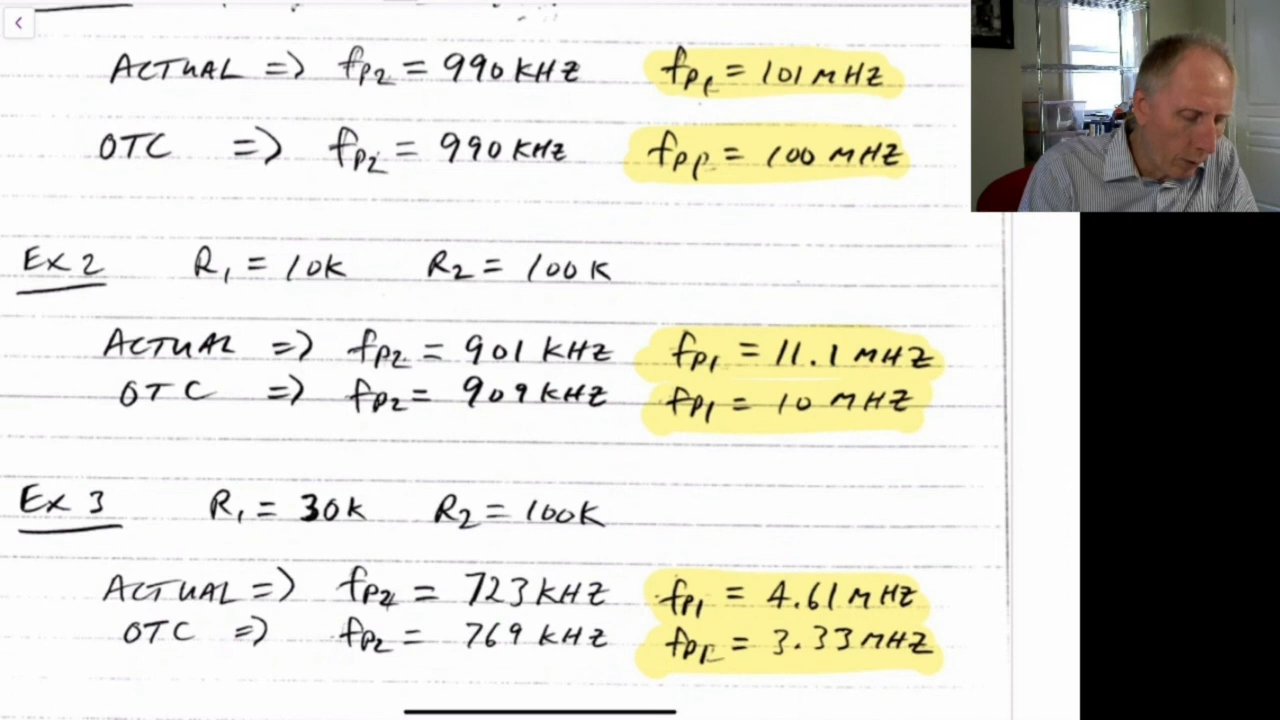 ACTUAL => fP2 = 990 KHZ fP1 = 101 MHZ
OTC => fP2 = 990 KHZ fP1 = 100 MHZ
Ex 2 R1 = 10K R2 = 100K
ACTUAL => fP2 = 901 KHZ fP1 = 11.1 MHZ
OTC => fP2 = 909 KHZ fP1 = 10 MHZ
Ex 3 R1 = 30K R2 = 100K
ACTUAL => fP2 = 723 KHZ fP1 = 4.61 MHZ
OTC => fP2 = 769 KHZ fP1 = 3.33 MHZ